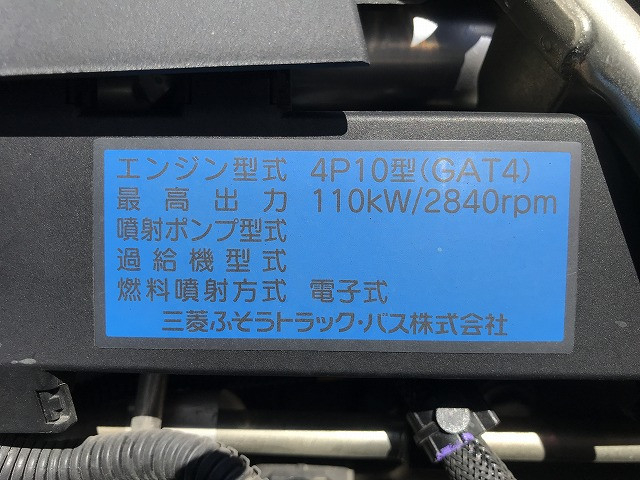 エンジン型式 4P10型(GAT4)
最高出力 110kW/2840rpm
噴射ポンプ型式
過給機型式
燃料噴射方式 電子式
三菱ふそうトラック・バス株式会社